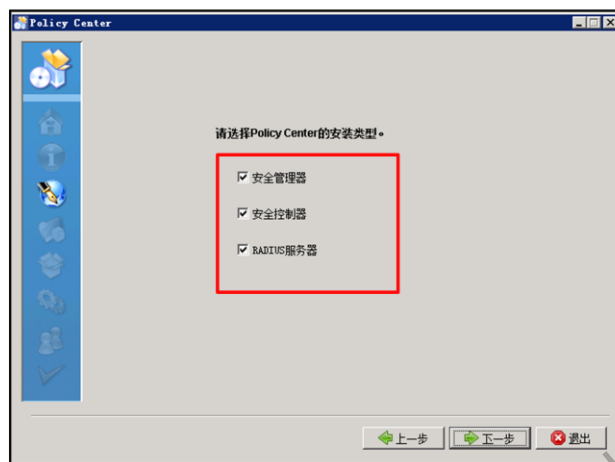 Policy Center
请选择Policy Center的安装类型。
安全管理器
安全控制器
RADIUS服务器
上一步
下一步
退出